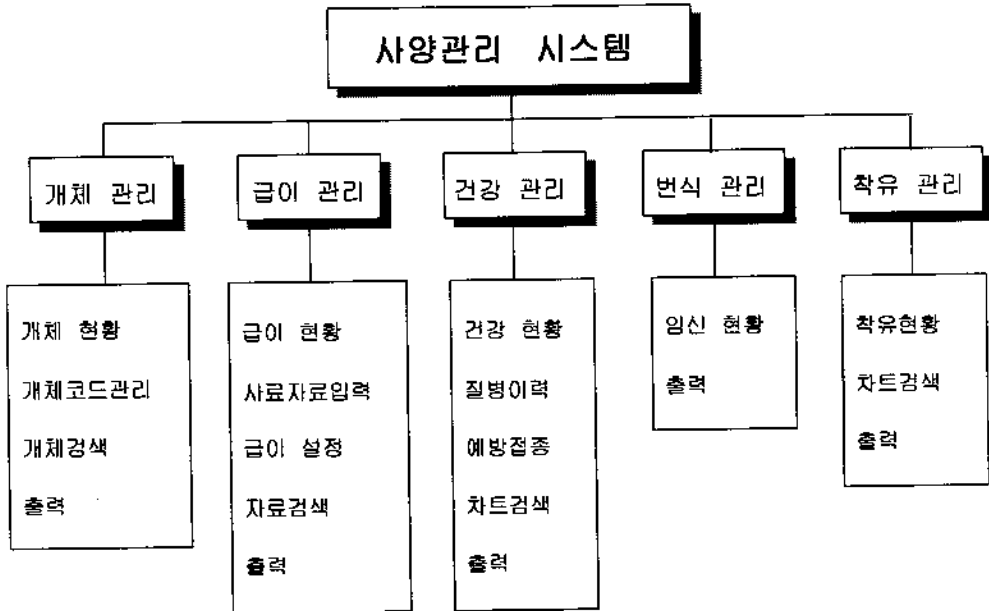 사양관리 시스템
개체 관리
급이 관리
건강 관리
번식 관리
착유 관리
개체 현황
개체코드관리
개체검색
출력
급이 현황
사료자료입력
급이 설정
자료검색
출력
건강 현황
질병이력
예방접종
차트검색
출력
임신 현황
출력
착유현황
차트검색
출력